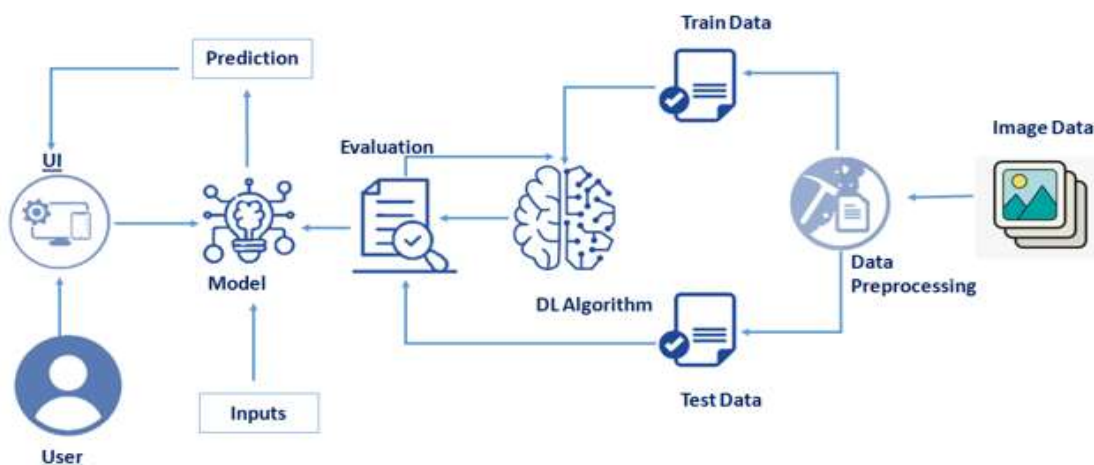 Train Data
Prediction
Image Data
Evaluation
UI
Model
DL Algorithm
Data
Preprocessing
Inputs
Test Data
User